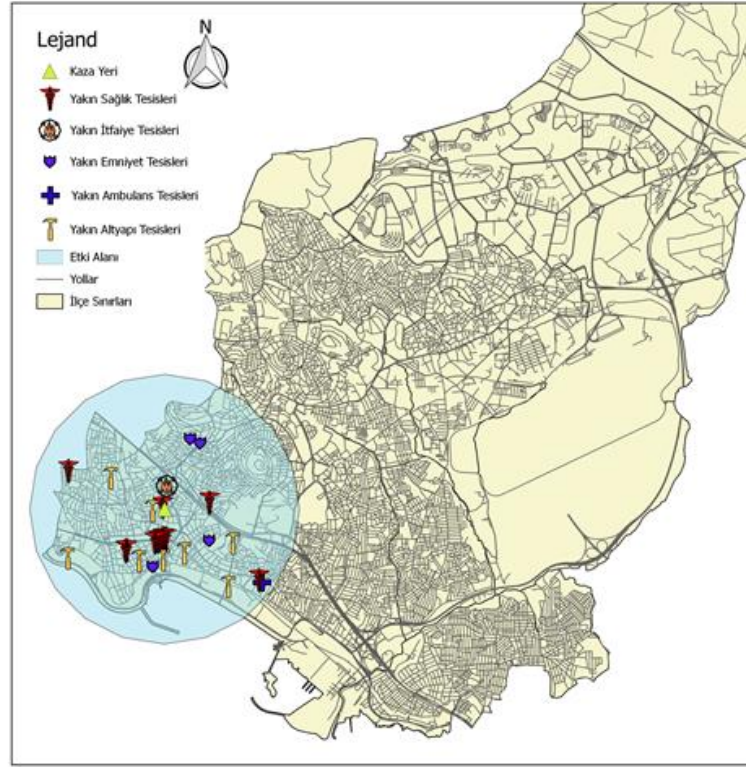 Lejand
N
Kaza Yeri
Yakın Sağlık Tesisleri
Yakın İtfaiye Tesisleri
Yakın Emniyet Tesisleri
Yakın Ambulans Tesisleri
Yakın Altyapı Tesisleri
Etki Alanı
Yollar
İlçe Sınırları